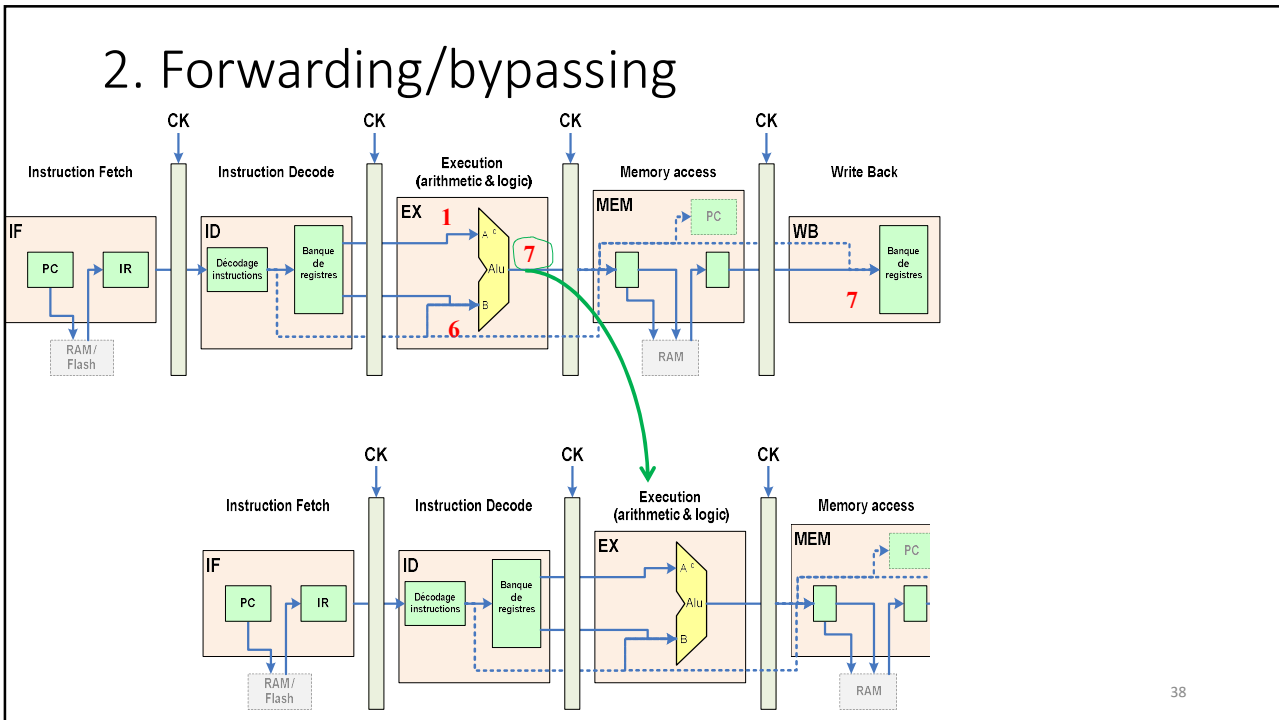 2. Forwarding/bypassing
CK
CK
CK
CK
Instruction Fetch
Instruction Decode
Execution
(arithmetic & logic)
Memory access
Write Back
IF
PC
IR
RAM/
Flash
ID
Décodage
instructions
Banque
de
registres
EX
1
6
A
c
Alu
B
7
MEM
PC
RAM
WB
Banque
de
registres
7
CK
CK
CK
Instruction Fetch
Instruction Decode
Execution
(arithmetic & logic)
Memory access
IF
PC
IR
RAM/
Flash
ID
Décodage
instructions
Banque
de
registres
EX
A
c
Alu
B
MEM
PC
RAM
38